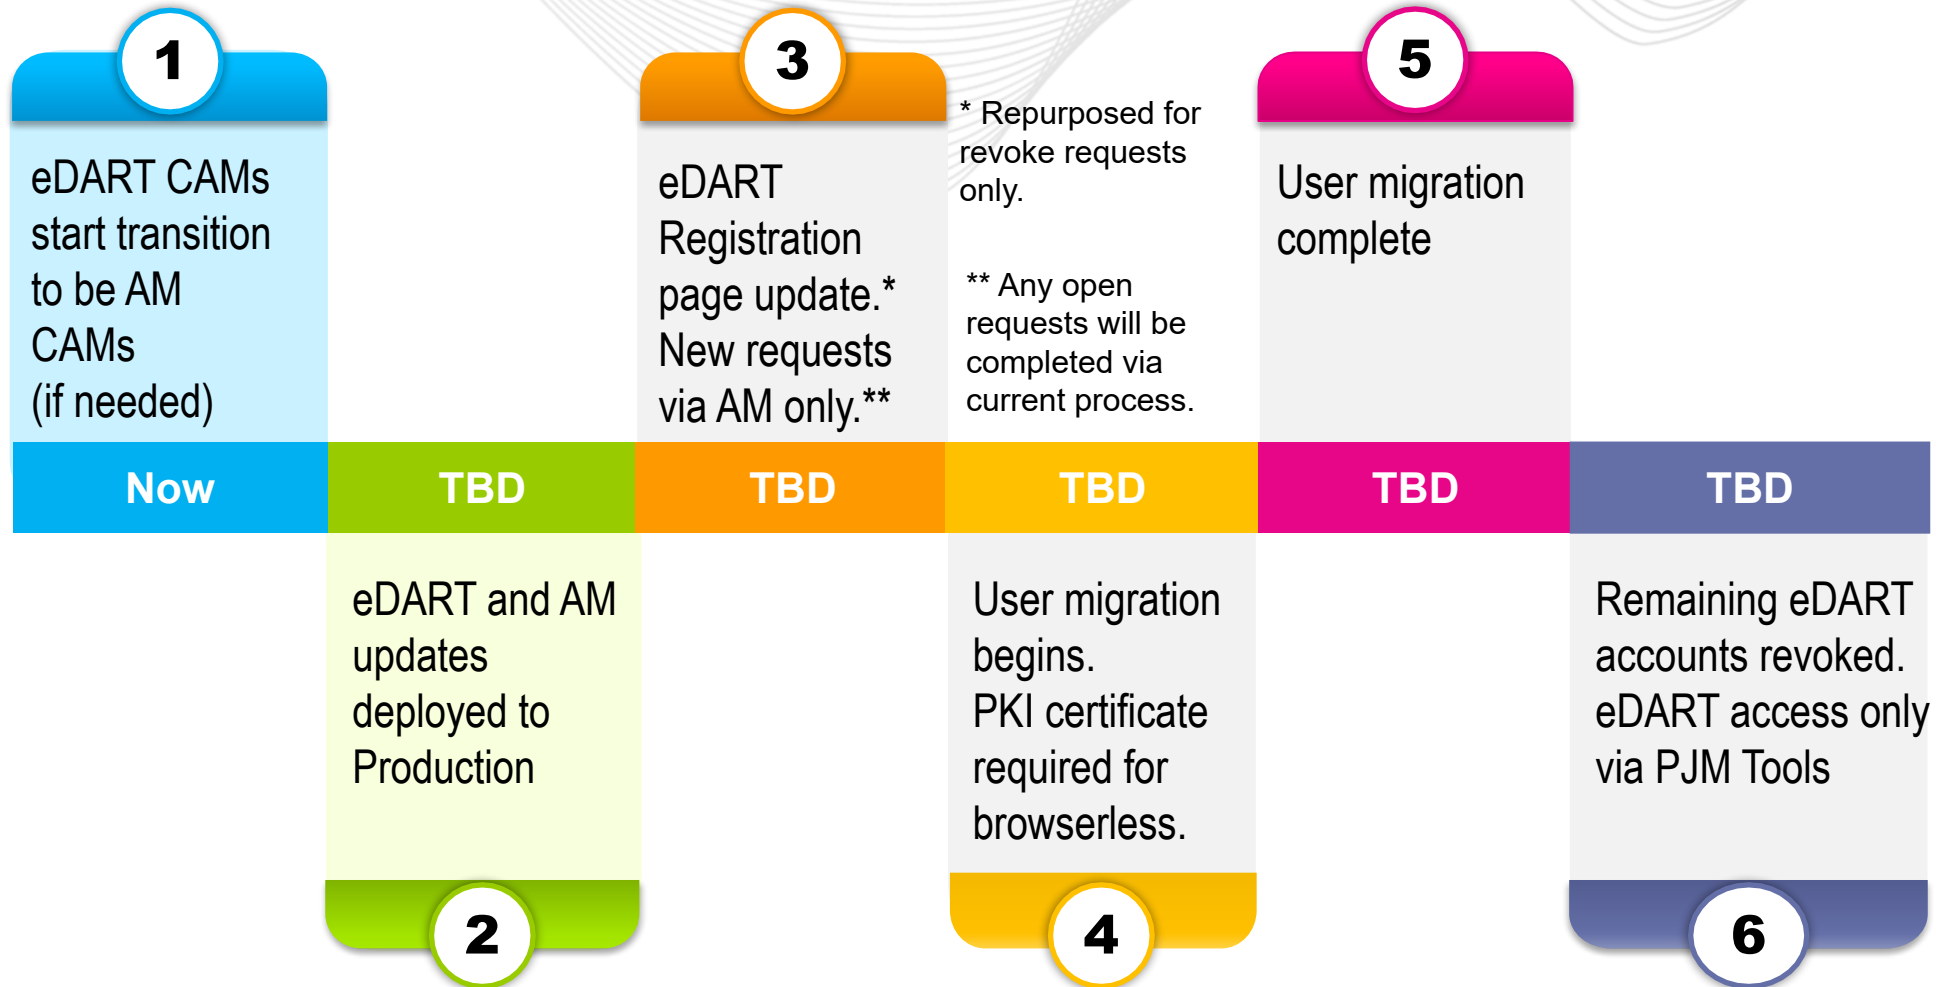 1
eDART CAMs
start transition
to be AM
CAMs
(if needed)
3
eDART
Registration
page update.*
New requests
via AM only.**
* Repurposed for
revoke requests
only.
** Any open
requests will be
completed via
current process.
5
User migration
complete
Now
TBD
TBD
TBD
TBD
TBD
eDART and AM
updates
deployed to
Production
2
User migration
begins.
PKI certificate
required for
browserless.
4
Remaining eDART
accounts revoked.
eDART access only
via PJM Tools
6